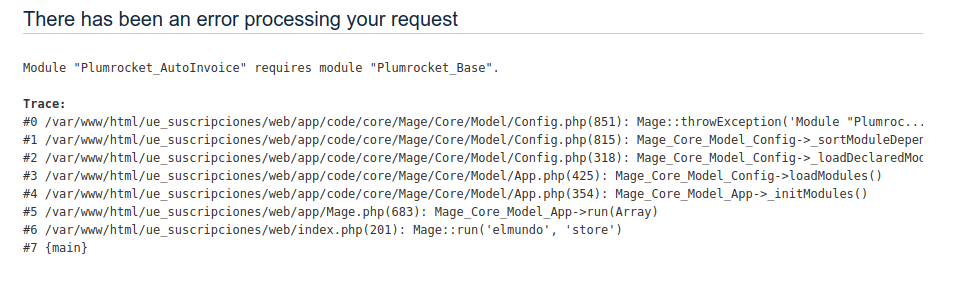 There has been an error processing your request
Module "Plumrocket_AutoInvoice" requires module "Plumrocket_Base".
Trace:
#0 /var/www/html/ue_suscripciones/web/app/code/core/Mage/Core/Model/Config.php(851): Mage::throwException('Module "Plumroc...
#1 /var/www/html/ue_suscripciones/web/app/code/core/Mage/Core/Model/Config.php(815): Mage_Core_Model_Config->_sortModuleDepen
#2 /var/www/html/ue_suscripciones/web/app/code/core/Mage/Core/Model/Config.php(318): Mage_Core_Model_Config->_loadDeclaredMod
#3 /var/www/html/ue_suscripciones/web/app/code/core/Mage/Core/Model/App.php(425): Mage_Core_Model_Config->loadModules()
#4 /var/www/html/ue_suscripciones/web/app/code/core/Mage/Core/Model/App.php(354): Mage_Core_Model_App->_initModules()
#5 /var/www/html/ue_suscripciones/web/app/Mage.php(683): Mage_Core_Model_App->run(Array)
#6 /var/www/html/ue_suscripciones/web/index.php(201): Mage::run('elmundo', 'store')
#7 {main}